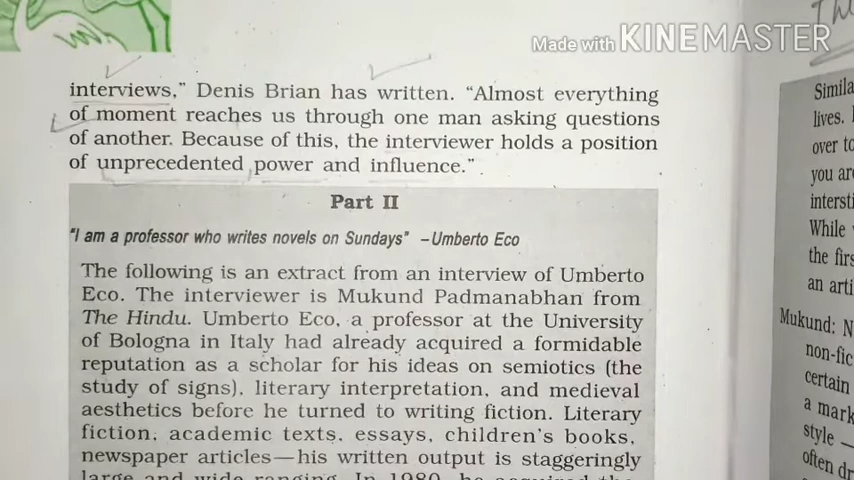 Made with KINEMASTER
interviews,” Denis Brian has written. “Almost everything
of moment reaches us through one man asking questions
of another. Because of this, the interviewer holds a position
of unprecedented power and influence.”
Part II
“I am a professor who writes novels on Sundays” – Umberto Eco
The following is an extract from an interview of Umberto
Eco. The interviewer is Mukund Padmanabhan from
The Hindu. Umberto Eco, a professor at the University
of Bologna in Italy had already acquired a formidable
reputation as a scholar for his ideas on semiotics (the
study of signs), literary interpretation, and medieval
aesthetics before he turned to writing fiction. Literary
fiction, academic texts, essays, children’s books,
newspaper articles—his written output is staggeringly
large and wide-ranging. In 1980, he acquired the
lives.
over to
you are
While
the firs
an arti
Mukund: N
non-fic
certain
a mark
style —
often dr